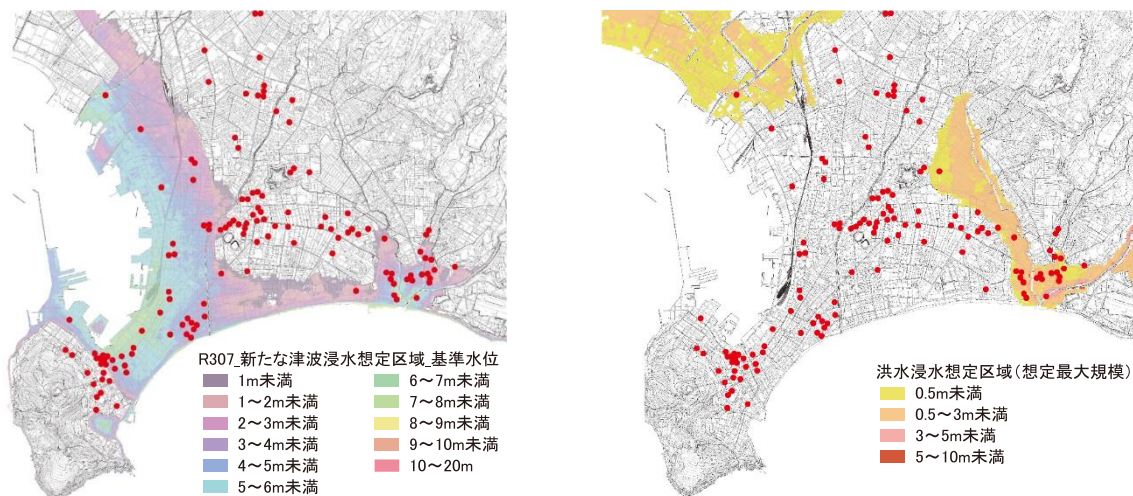 R307_新たな津波浸水想定区域_基準水位
1m未満
1～2m未満
2～3m未満
3～4m未満
4～5m未満
5～6m未満
6～7m未満
7～8m未満
8～9m未満
9～10m未満
10～20m
洪水浸水想定区域（想定最大規模）
0.5m未満
0.5～3m未満
3～5m未満
5～10m未満